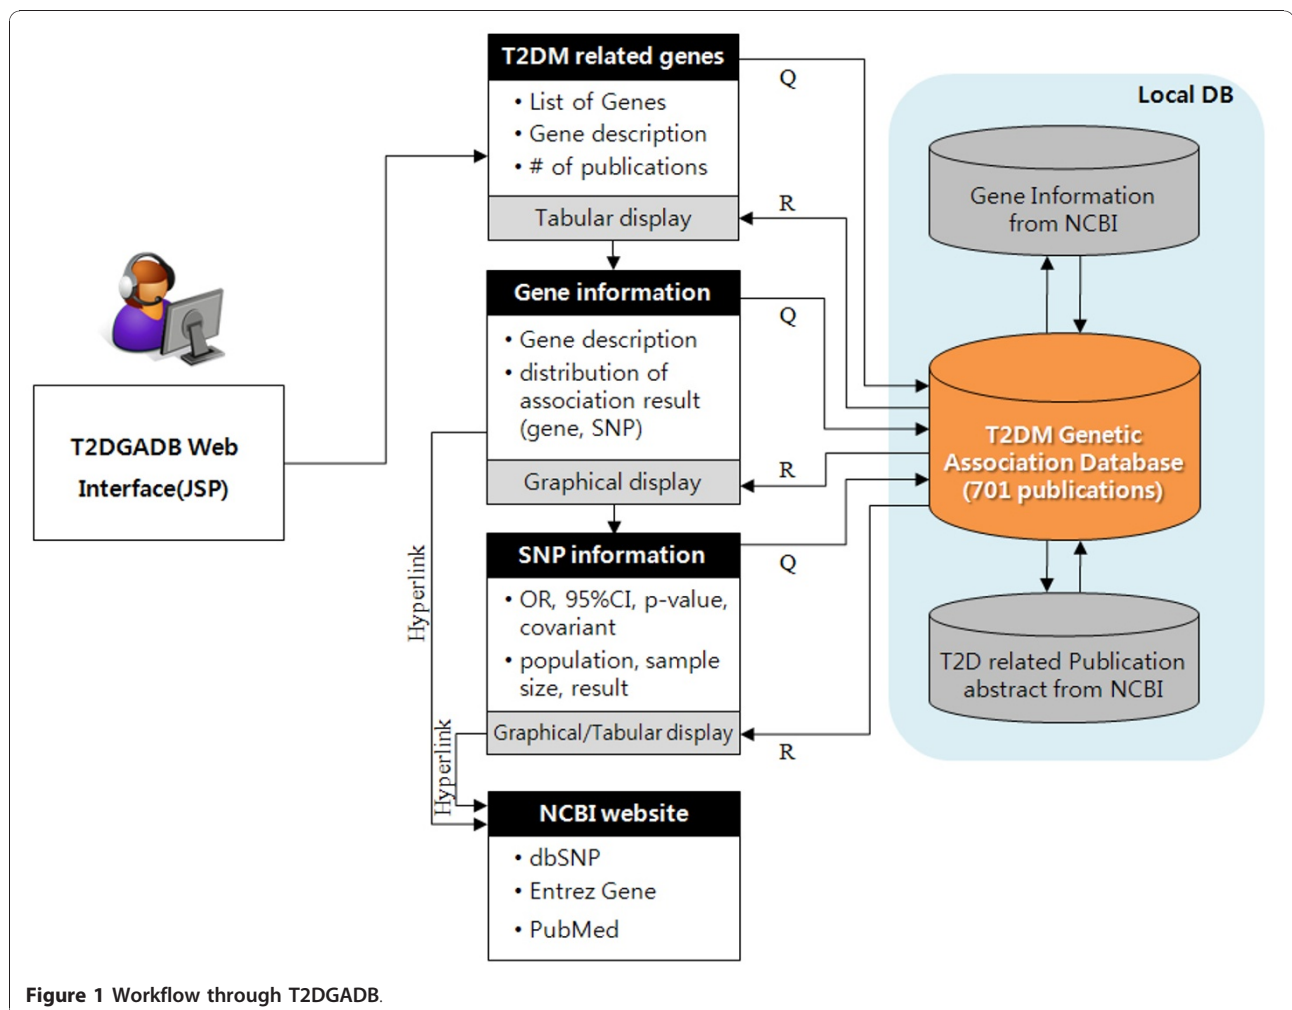 T2DM related genes
• List of Genes
• Gene description
• # of publications
Tabular display
Q
R
Local DB
Gene Information
from NCBI
T2DGADB Web
Interface(JSP)
Gene information
• Gene description
• distribution of
association result
(gene, SNP)
Graphical display
Q
R
T2DM Genetic
Association Database
(701 publications)
Hyperlink
SNP information
• OR, 95%CI, p-value,
covariant
• population, sample
size, result
Graphical/Tabular display
Q
R
T2D related Publication
abstract from NCBI
Hyperlink
NCBI website
• dbSNP
• Entrez Gene
• PubMed
Figure 1 Workflow through T2DGADB.